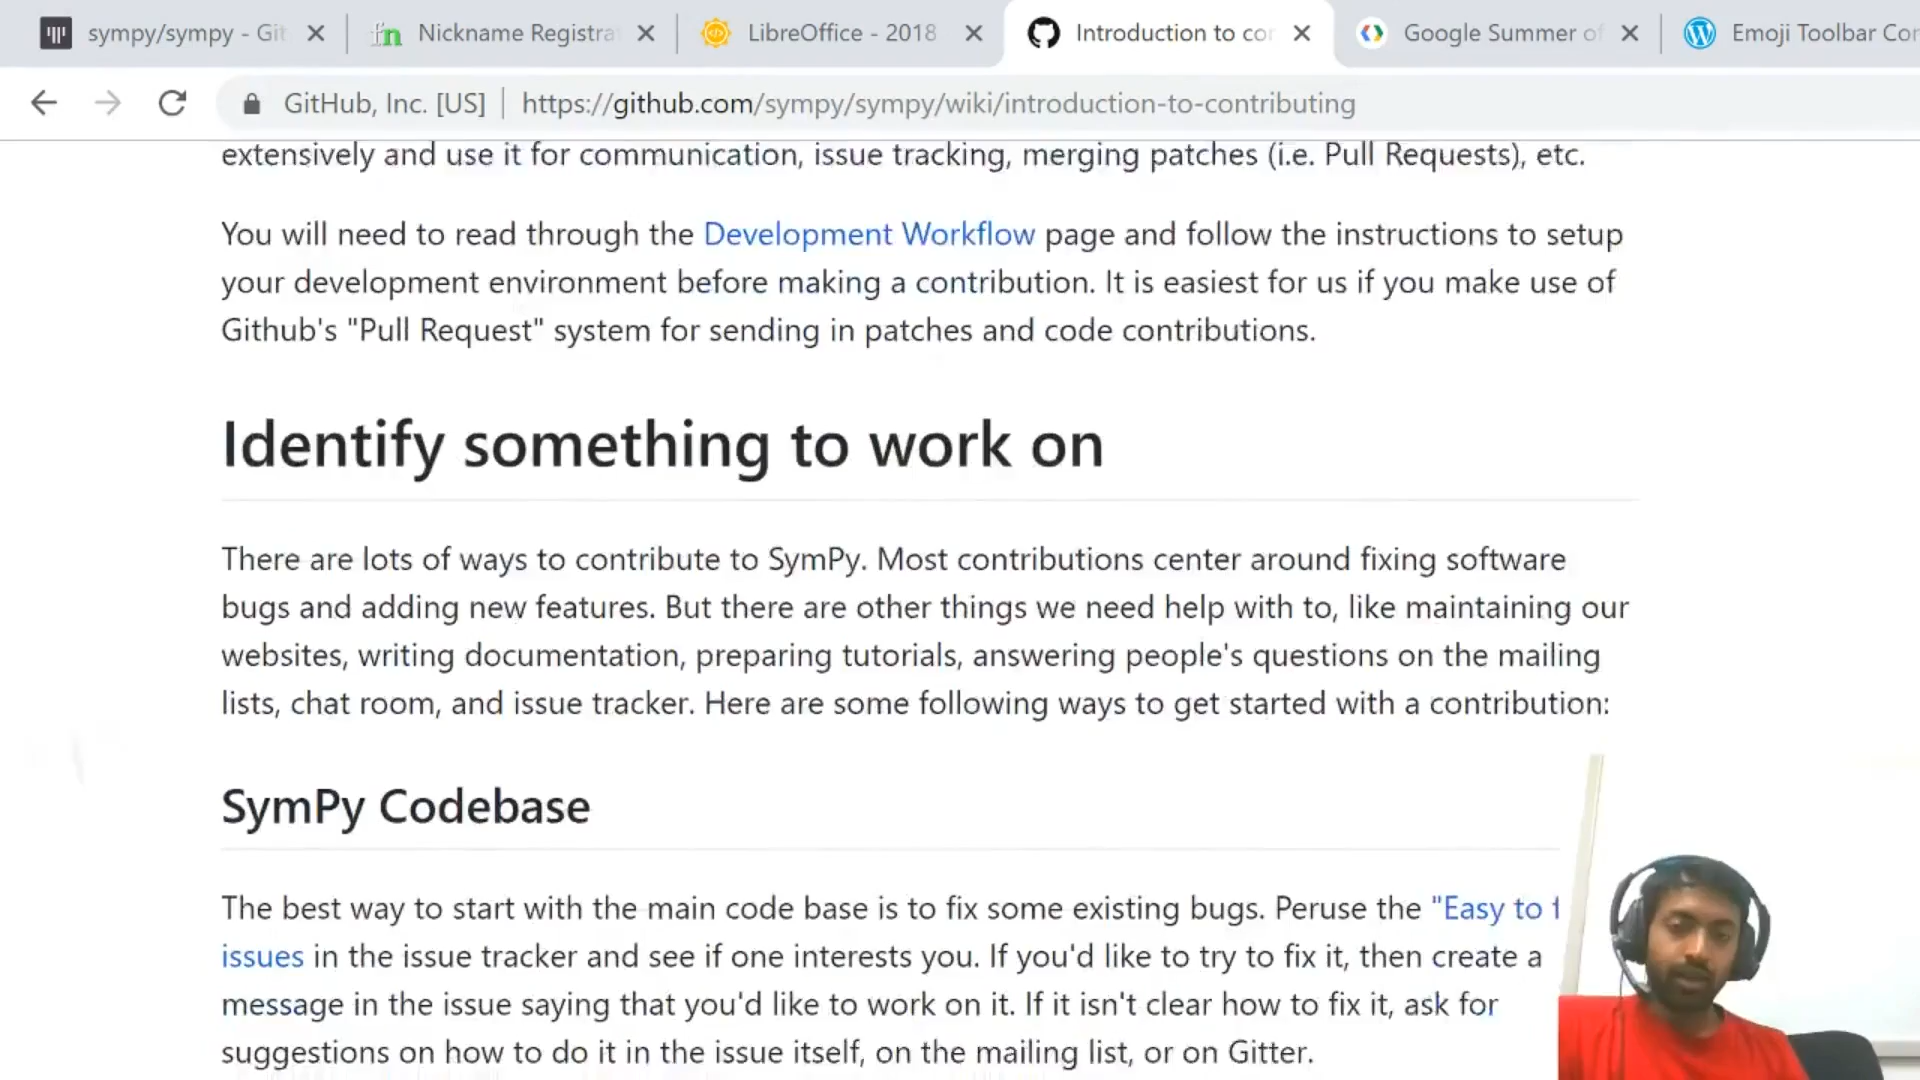 sympy/sympy - Git
Nickname Registra
LibreOffice - 2018
Introduction to con
Google Summer of
Emoji Toolbar Con
GitHub, Inc. [US] | https://github.com/sympy/sympy/wiki/introduction-to-contributing
extensively and use it for communication, issue tracking, merging patches (i.e. Pull Requests), etc.
You will need to read through the Development Workflow page and follow the instructions to setup
your development environment before making a contribution. It is easiest for us if you make use of
Github's "Pull Request" system for sending in patches and code contributions.
Identify something to work on
There are lots of ways to contribute to SymPy. Most contributions center around fixing software
bugs and adding new features. But there are other things we need help with to, like maintaining our
websites, writing documentation, preparing tutorials, answering people's questions on the mailing
lists, chat room, and issue tracker. Here are some following ways to get started with a contribution:
SymPy Codebase
The best way to start with the main code base is to fix some existing bugs. Peruse the "Easy to
issues in the issue tracker and see if one interests you. If you'd like to try to fix it, then create a
message in the issue saying that you'd like to work on it. If it isn't clear how to fix it, ask for
suggestions on how to do it in the issue itself, on the mailing list, or on Gitter.